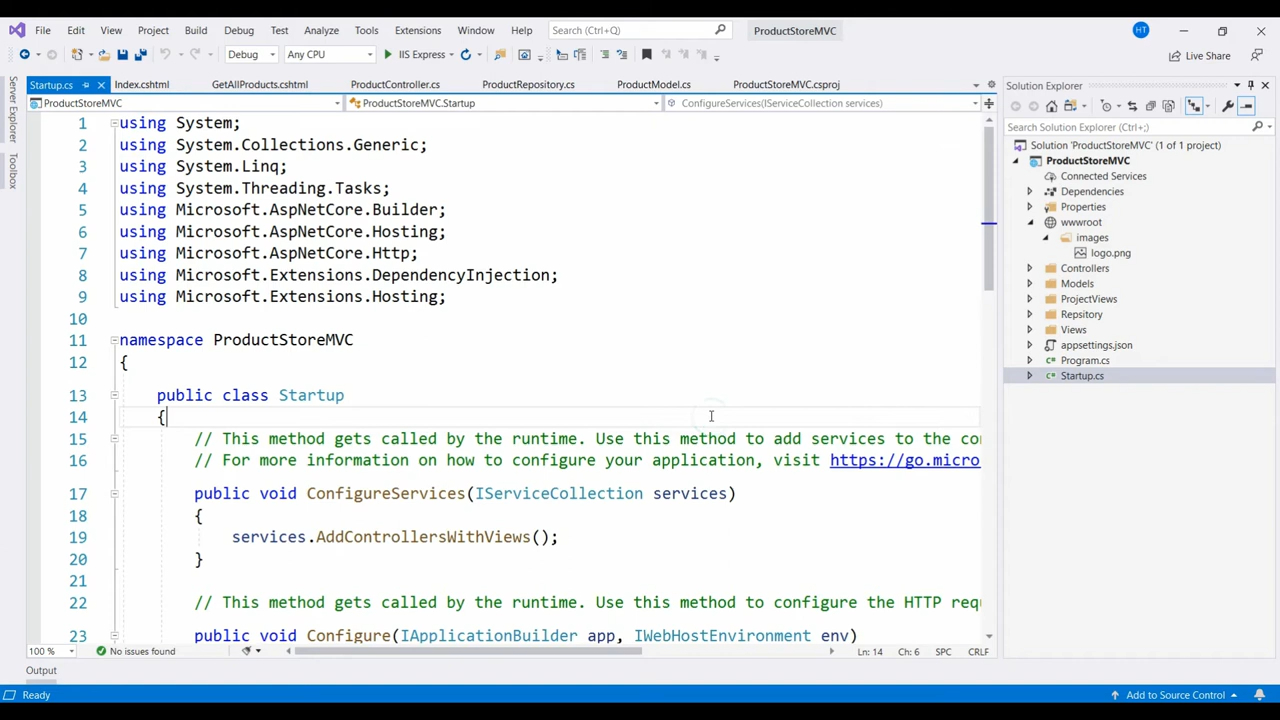 File Edit View Project Build Debug Test Analyze Tools Extensions Window Help Search (Ctrl+Q) ProductStoreMVC HT
Debug Any CPU IIS Express Live Share
Server Explorer
Toolbox
Startup.cs Index.cshtml GetAllProducts.cshtml ProductController.cs ProductRepository.cs ProductModel.cs ProductStoreMVC.csproj
ProductStoreMVC ProductStoreMVC.Startup ConfigureServices(IServiceCollection services)
1 using System;
2 using System.Collections.Generic;
3 using System.Linq;
4 using System.Threading.Tasks;
5 using Microsoft.AspNetCore.Builder;
6 using Microsoft.AspNetCore.Hosting;
7 using Microsoft.AspNetCore.Http;
8 using Microsoft.Extensions.DependencyInjection;
9 using Microsoft.Extensions.Hosting;
10
11 namespace ProductStoreMVC
12 {
13 public class Startup
14 {
15 // This method gets called by the runtime. Use this method to add services to the co
16 // For more information on how to configure your application, visit https://go.micro
17 public void ConfigureServices(IServiceCollection services)
18 {
19 services.AddControllersWithViews();
20 }
21
22 // This method gets called by the runtime. Use this method to configure the HTTP req
23 public void Configure(IApplicationBuilder app, IWebHostEnvironment env)
100 % No issues found Ln: 14 Ch: 6 SPC CRLF
Output
Ready Add to Source Control
Solution Explorer
Search Solution Explorer (Ctrl+;)
Solution 'ProductStoreMVC' (1 of 1 project)
ProductStoreMVC
Connected Services
Dependencies
Properties
wwwroot
images
logo.png
Controllers
Models
ProjectViews
Repsitory
Views
appsettings.json
Program.cs
Startup.cs